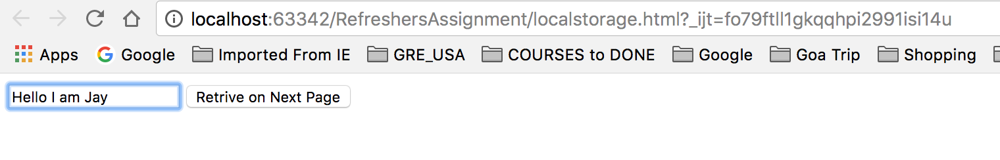 localhost:63342/RefreshersAssignment/localstorage.html?_ijt=fo79ftll1gkqqhpi2991isi14u
Apps Google Imported From IE GRE_USA COURSES to DONE Google Goa Trip Shopping
Hello I am Jay Retrive on Next Page